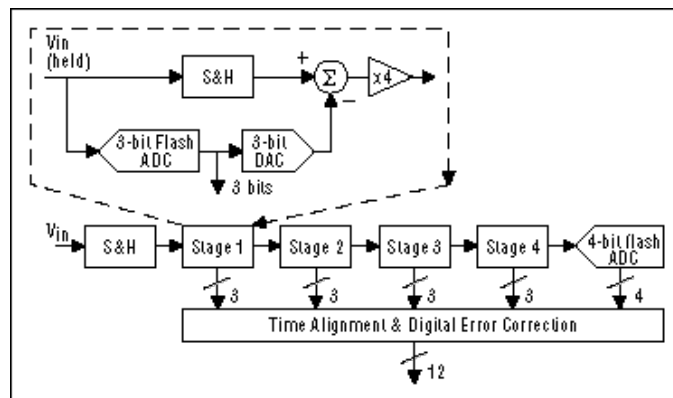 Vin
(held)
S&H
+
Σ
x4
−
3-bit Flash
ADC
3-bit
DAC
3 bits
Vin
S&H
Stage 1
Stage 2
Stage 3
Stage 4
4-bit flash
ADC
3
3
3
3
4
Time Alignment & Digital Error Correction
12